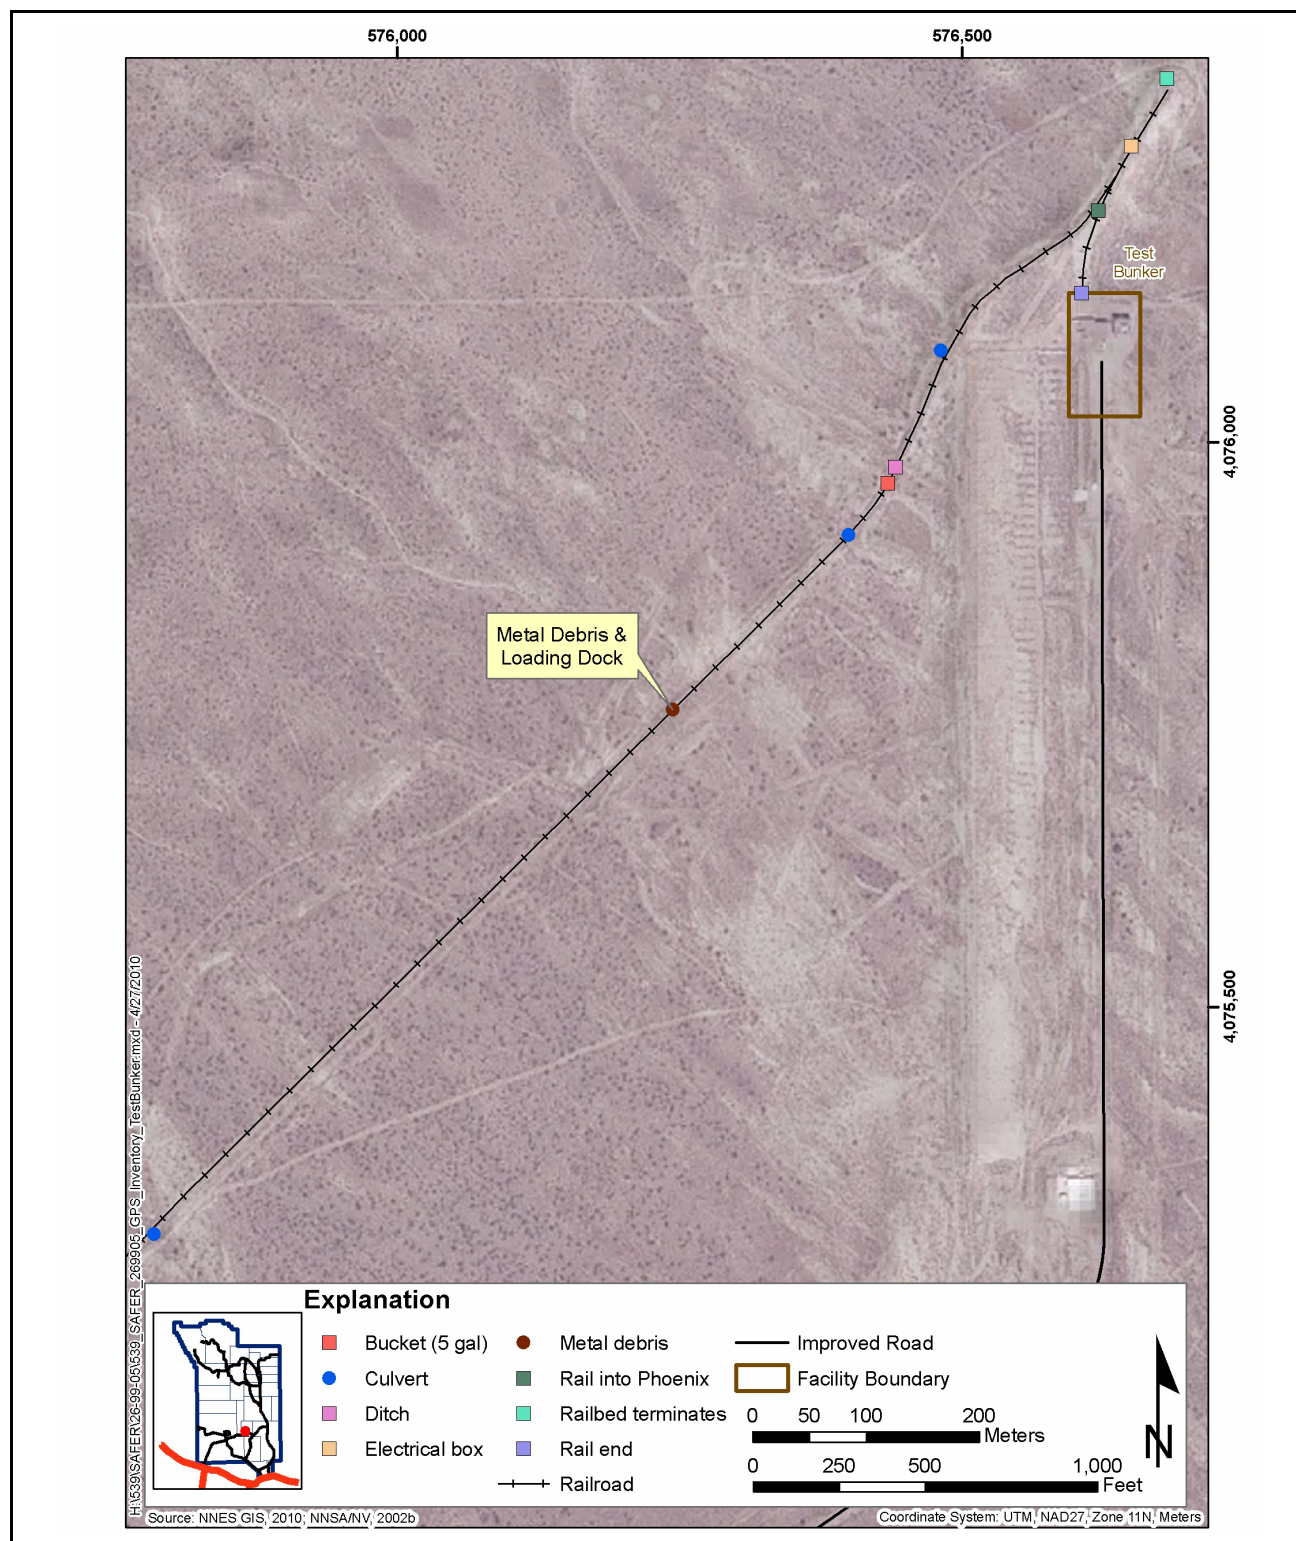 576,000
576,500
Test
Bunker
4,076,000
Metal Debris &
Loading Dock
4,075,500
H:\539\SAFER\26-99-05\539_SAFER_269905_GPS_Inventory_TestBunker.mxd - 4/27/2010
Explanation
Bucket (5 gal)
Culvert
Ditch
Electrical box
Metal debris
Rail into Phoenix
Railbed terminates
Rail end
Railroad
Improved Road
Facility Boundary
0 50 100 200
Meters
0 250 500 1,000
Feet
N
Source: NNES GIS, 2010; NNSA/NV, 2002b
Coordinate System: UTM, NAD27, Zone 11N, Meters